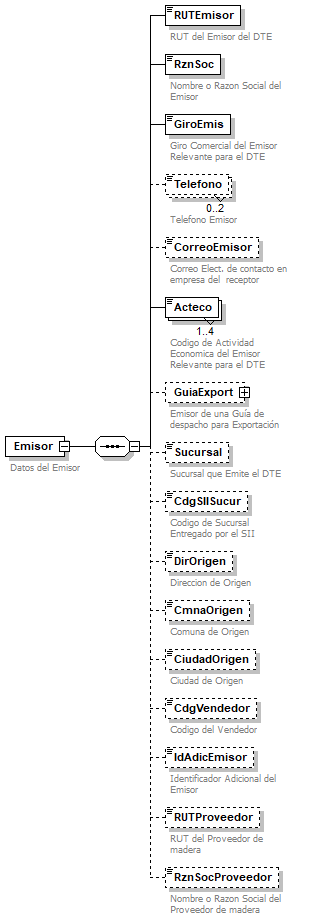 RUTEmisor
RUT del Emisor del DTE
RznSoc
Nombre o Razon Social del
Emisor
GiroEmis
Giro Comercial del Emisor
Relevante para el DTE
Telefono
0..2
Telefono Emisor
CorreoEmisor
Correo Elect. de contacto en
empresa del receptor
Acteco
1..4
Codigo de Actividad
Economica del Emisor
Relevante para el DTE
GuiaExport
Emisor de una Guía de
despacho para Exportación
Emisor
Datos del Emisor
Sucursal
Sucursal que Emite el DTE
CdgSIISucur
Codigo de Sucursal
Entregado por el SII
DirOrigen
Direccion de Origen
CmnaOrigen
Comuna de Origen
CiudadOrigen
Ciudad de Origen
CdgVendedor
Codigo del Vendedor
IdAdicEmisor
Identificador Adicional del
Emisor
RUTProveedor
RUT del Proveedor de
madera
RznSocProveedor
Nombre o Razon Social del
Proveedor de madera